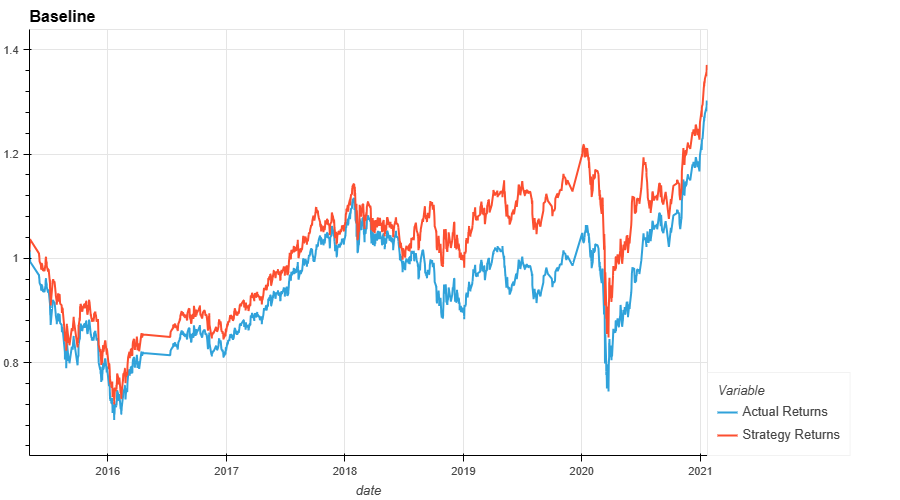 Baseline
1.4
1.2
1
0.8
2016 2017 2018 2019 2020 2021
date
Variable
Actual Returns
Strategy Returns